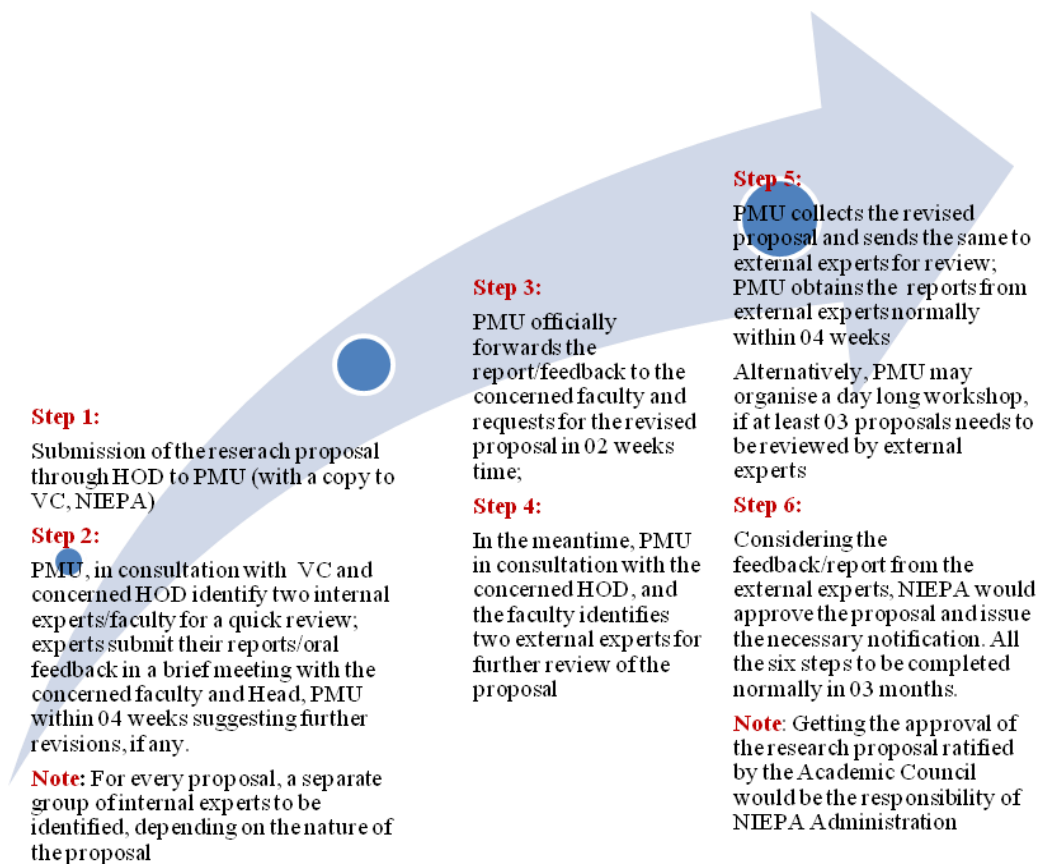 Step 1:
Submission of the reserach proposal
through HOD to PMU (with a copy to
VC, NIEPA)
Step 2:
PMU, in consultation with VC and
concerned HOD identify two internal
experts/faculty for a quick review;
experts submit their reports/oral
feedback in a brief meeting with the
concerned faculty and Head, PMU
within 04 weeks suggesting further
revisions, if any.
Note: For every proposal, a separate
group of internal experts to be
identified, depending on the nature of
the proposal
Step 3:
PMU officially
forwards the
report/feedback to the
concerned faculty and
requests for the revised
proposal in 02 weeks
time;
Step 4:
In the meantime, PMU
in consultation with the
concerned HOD, and
the faculty identifies
two external experts for
further review of the
proposal
Step 5:
PMU collects the revised
proposal and sends the same to
external experts for review;
PMU obtains the reports from
external experts normally
within 04 weeks
Alternatively, PMU may
organise a day long workshop,
if at least 03 proposals needs to
be reviewed by external
experts
Step 6:
Considering the
feedback/report from the
external experts, NIEPA would
approve the proposal and issue
the necessary notification. All
the six steps to be completed
normally in 03 months.
Note: Getting the approval of
the research proposal ratified
by the Academic Council
would be the responsibility of
NIEPA Administration